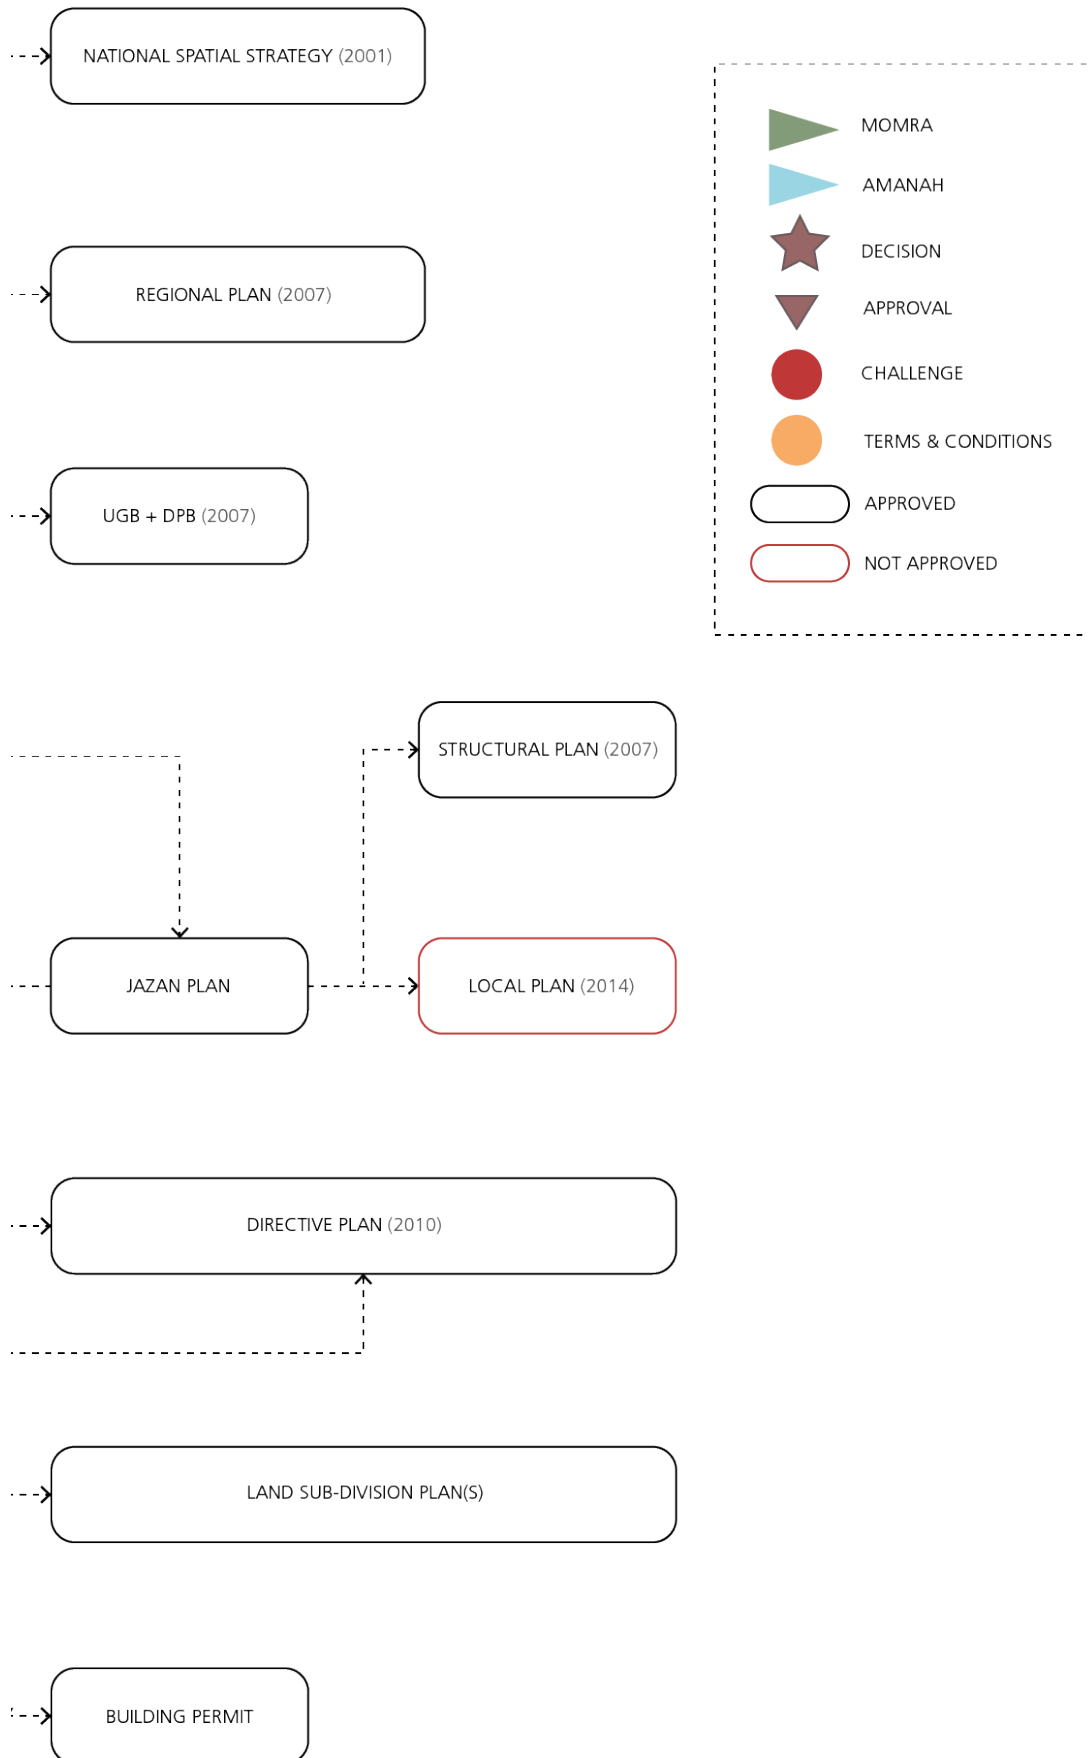 NATIONAL SPATIAL STRATEGY (2001)
MOMRA
AMANAH
DECISION
REGIONAL PLAN (2007)
APPROVAL
CHALLENGE
TERMS & CONDITIONS
APPROVED
UGB + DPB (2007)
NOT APPROVED
STRUCTURAL PLAN (2007)
JAZAN PLAN
LOCAL PLAN (2014)
DIRECTIVE PLAN (2010)
LAND SUB-DIVISION PLAN(S)
BUILDING PERMIT